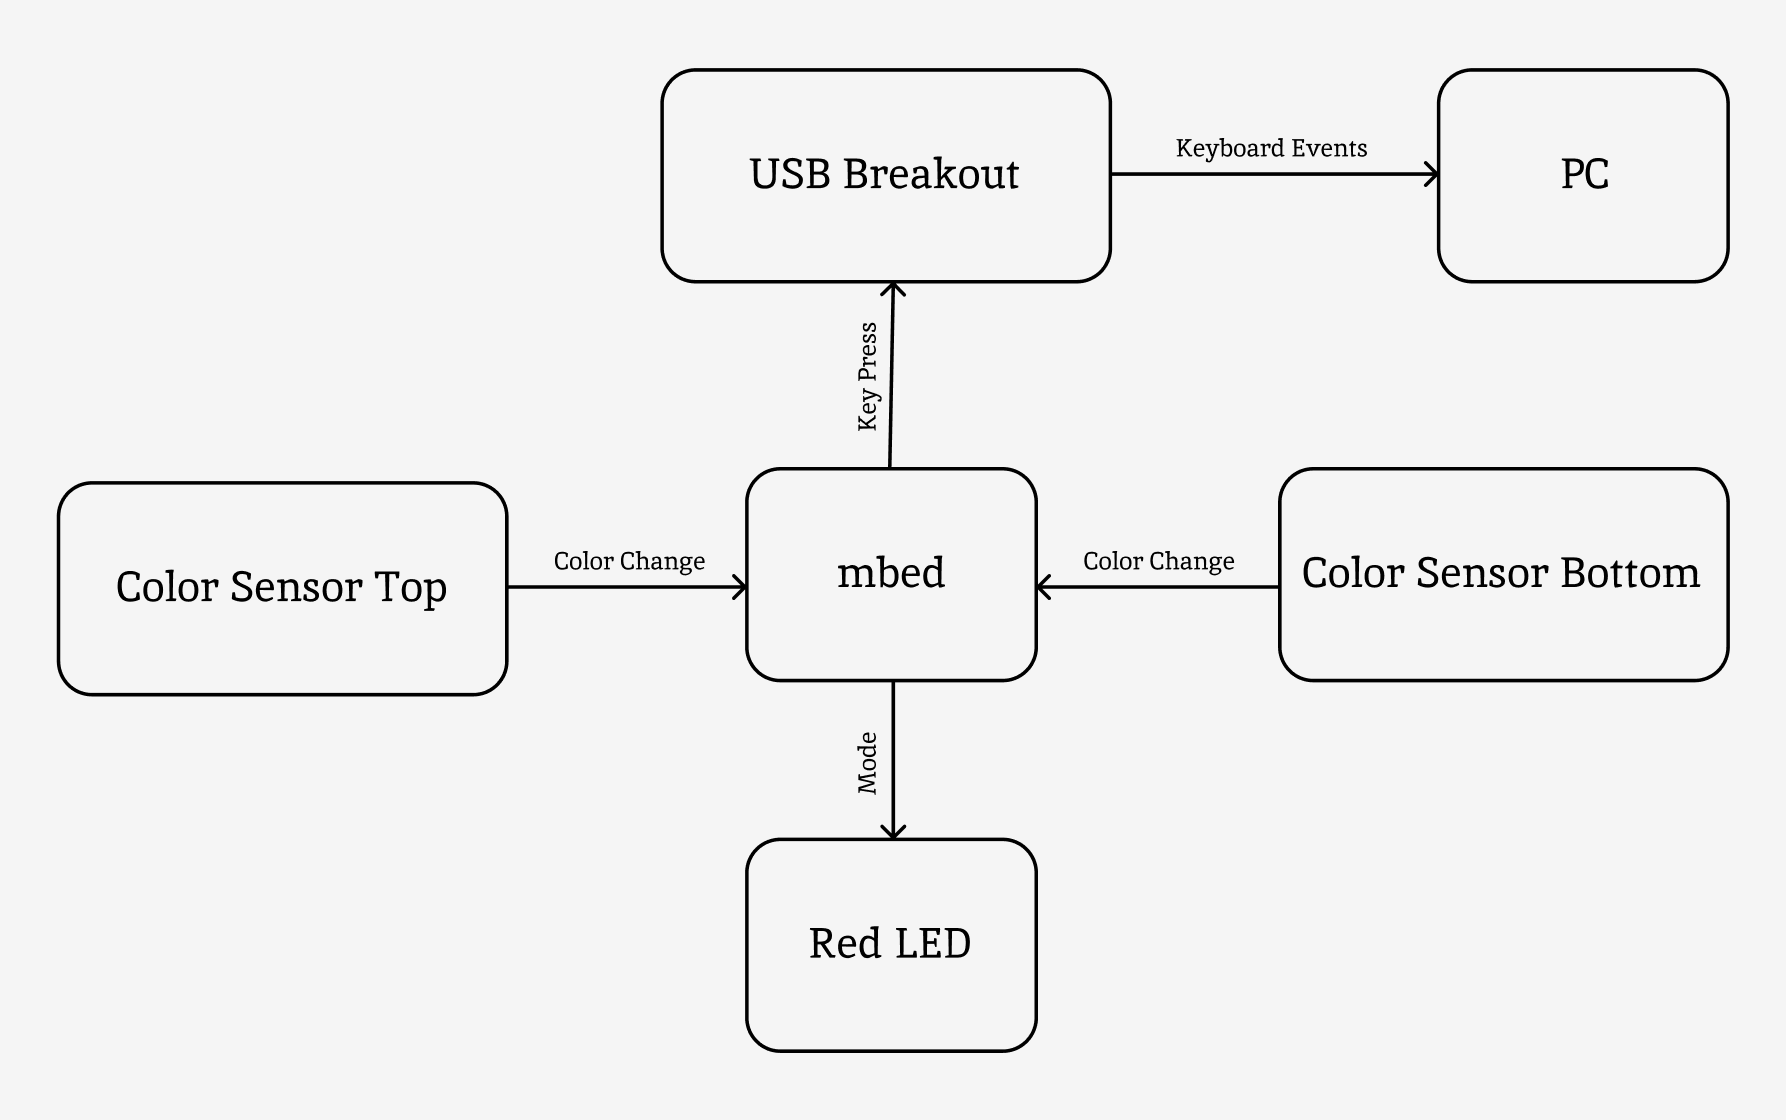 USB Breakout
Keyboard Events
PC
Key Press
Color Sensor Top
Color Change
mbed
Color Change
Color Sensor Bottom
Mode
Red LED